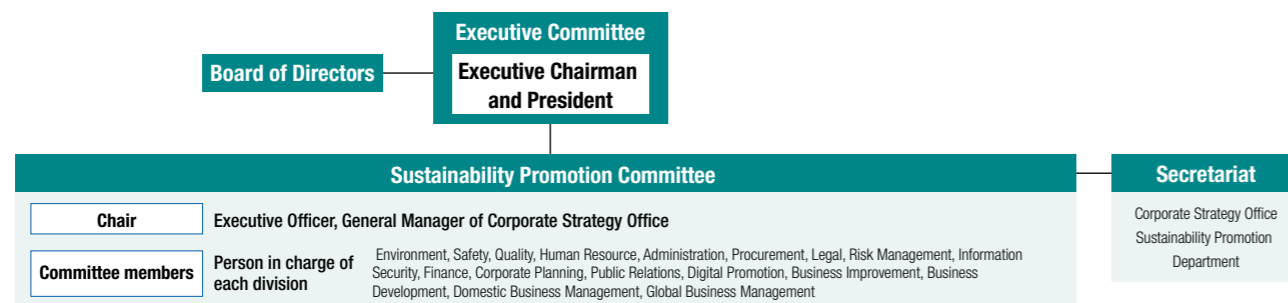 Executive Committee
Board of Directors
Executive Chairman
and President
Sustainability Promotion Committee
Secretariat
Chair
Executive Officer, General Manager of Corporate Strategy Office
Committee members
Person in charge of
each division
Environment, Safety, Quality, Human Resource, Administration, Procurement, Legal, Risk Management, Information
Security, Finance, Corporate Planning, Public Relations, Digital Promotion, Business Improvement, Business
Development, Domestic Business Management, Global Business Management
Corporate Strategy Office
Sustainability Promotion
Department